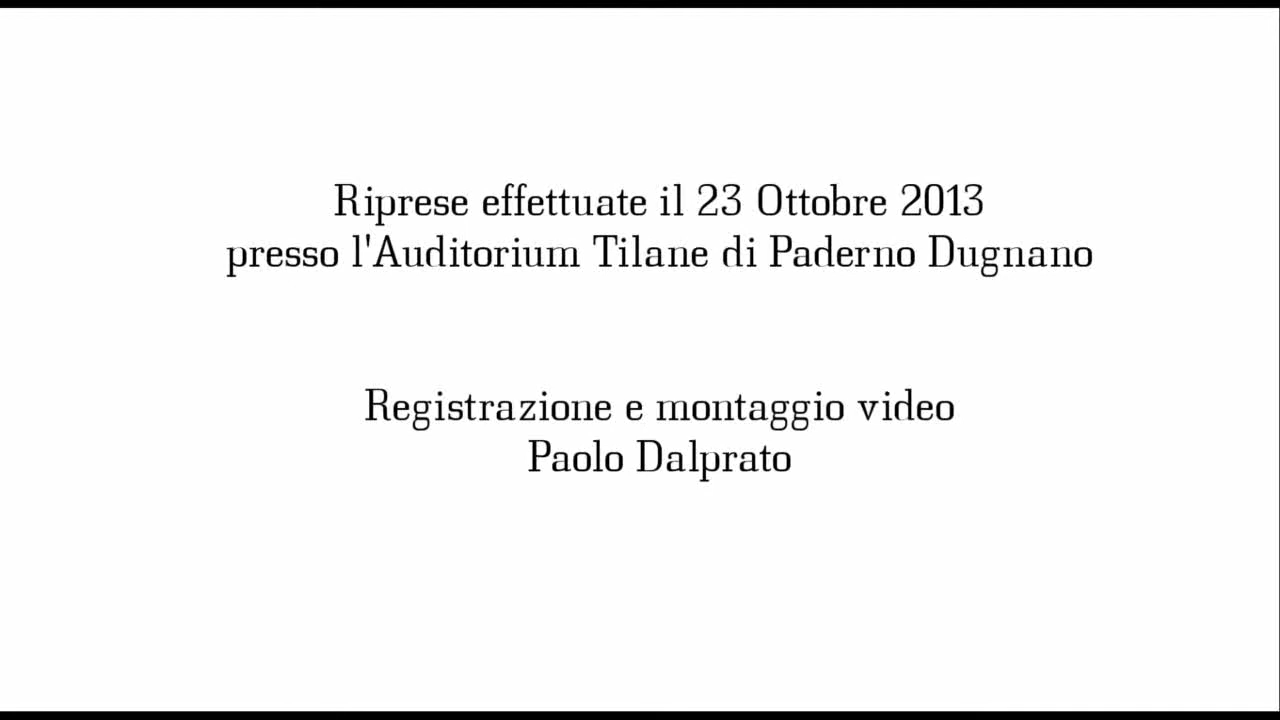 Riprese effettuate il 23 Ottobre 2013
presso l'Auditorium Tilane di Paderno Dugnano
Registrazione e montaggio video
Paolo Dalprato